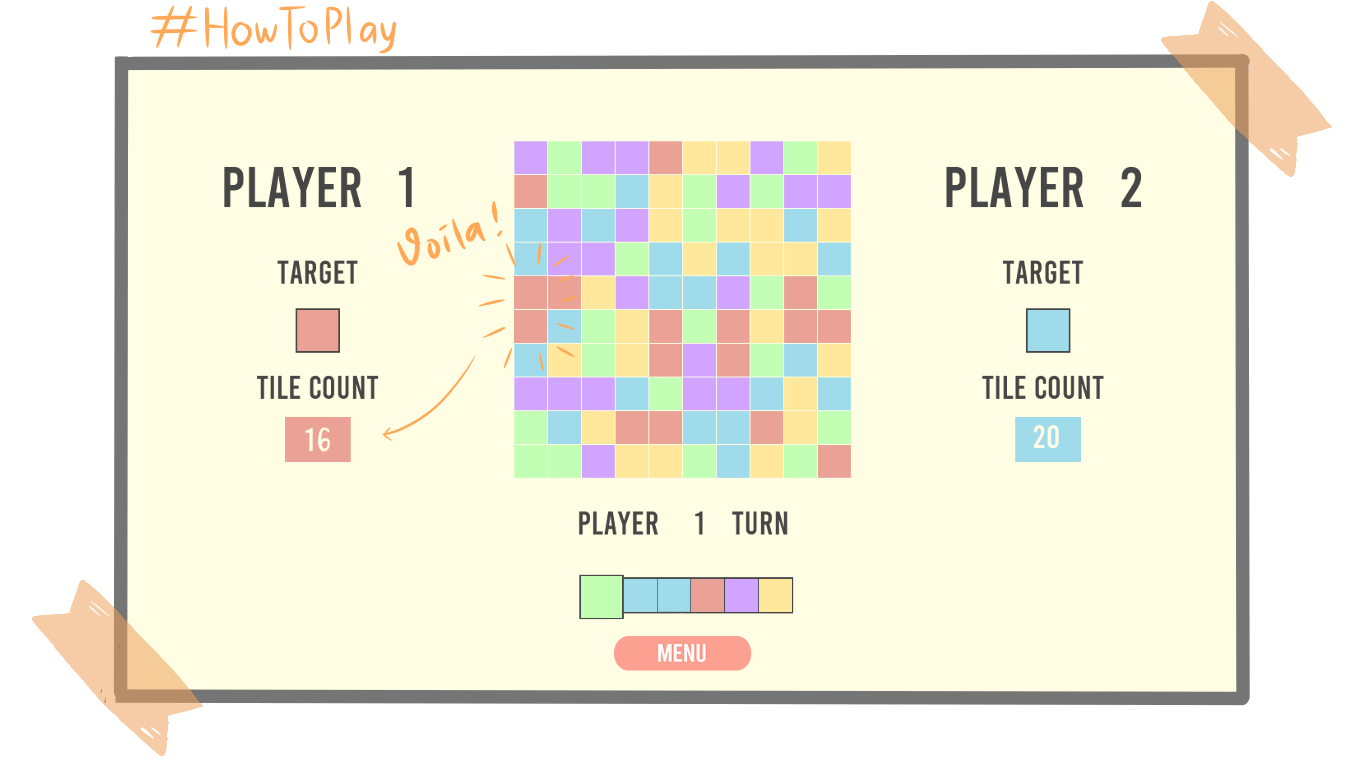 #HowToPlay
PLAYER 1
PLAYER 2
Voila!
TARGET
TARGET
TILE COUNT
TILE COUNT
16
20
PLAYER 1 TURN
MENU